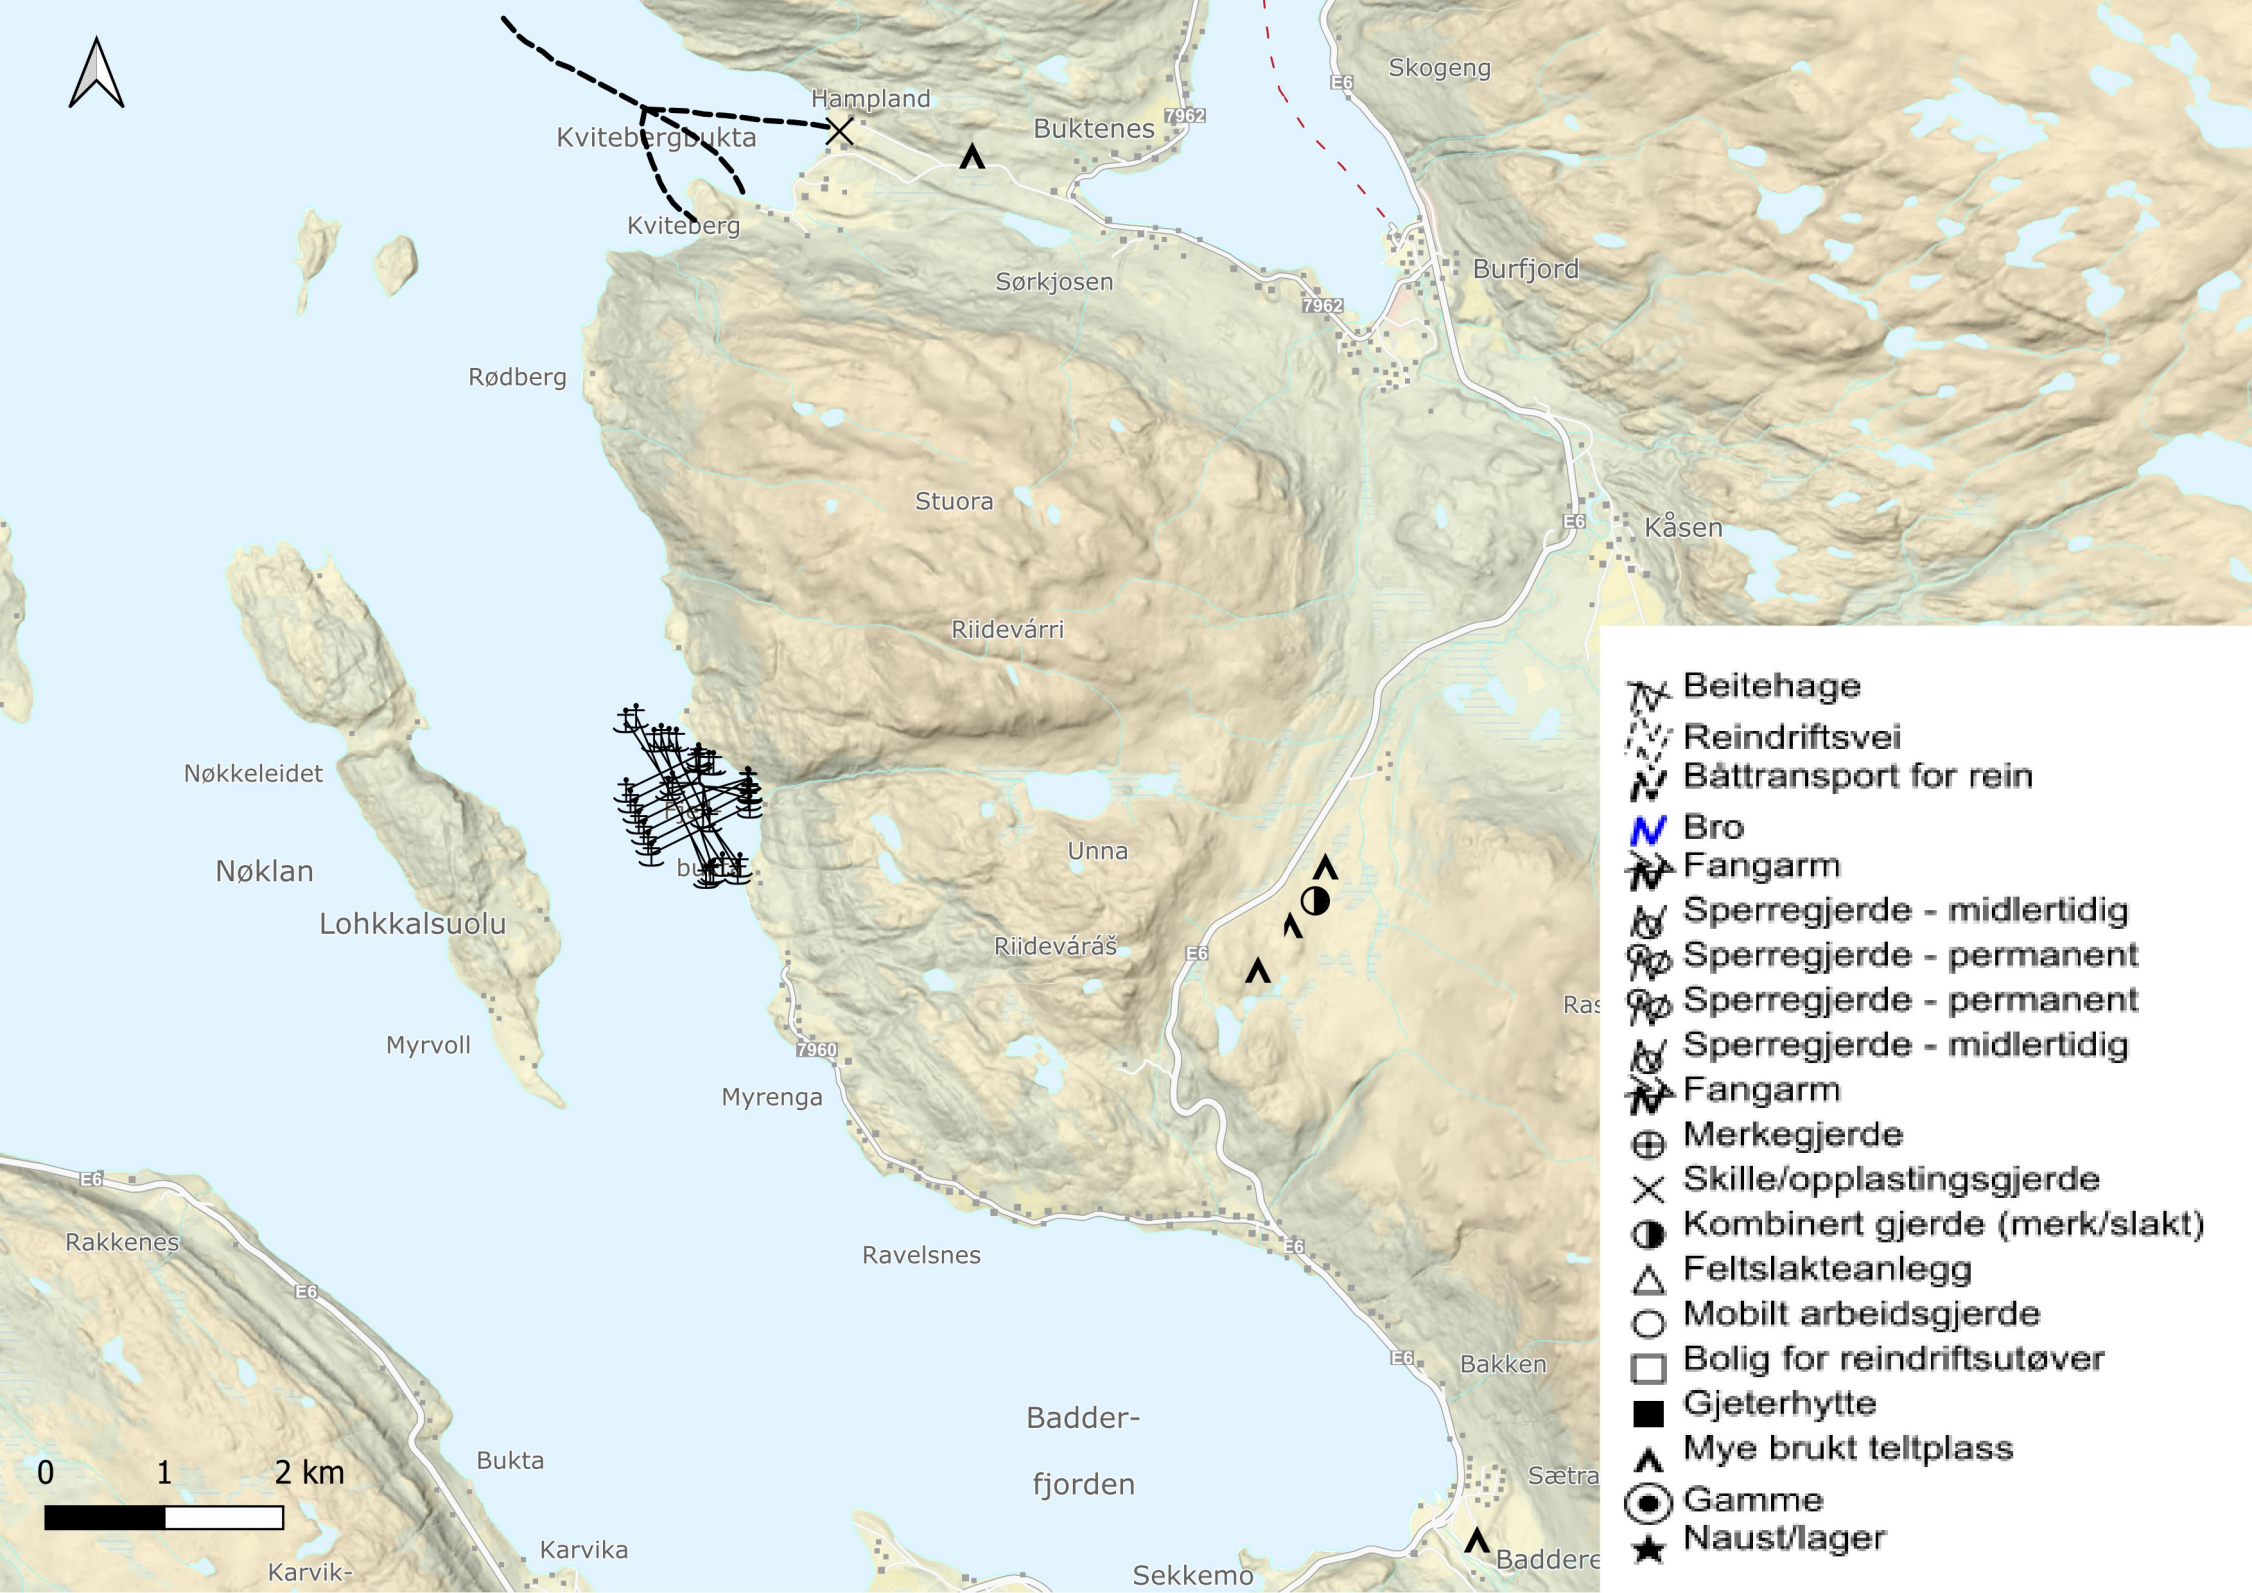 Skogeng
E6
Hampland
7962
Buktenes
Kvitebergbukta
Kviteberg
Burfjord
Sørkjosen
7962
Rødberg
Stuora
E6
Kåsen
Riidevárri
Nøkkeleidet
Unna
Nøklan
Lohkkalsuolu
Riideváráš
E6
Myrvoll
7960
Myrenga
E6
Rakkenes
Ravelsnes
E6
E6
E6
Bakken
Badder-
fjorden
Bukta
Sætra
0 1 2 km
Karvika
Karvik-
Sekkemo
Baddere
Ras
Beitehage
Reindriftsvei
Båttransport for rein
Bro
Fangarm
Sperregjerde - midlertidig
Sperregjerde - permanent
Sperregjerde - permanent
Sperregjerde - midlertidig
Fangarm
Merkegjerde
Skille/opplastingsgjerde
Kombinert gjerde (merk/slakt)
Feltslakteanlegg
Mobilt arbeidsgjerde
Bolig for reindriftsutøver
Gjeterhytte
Mye brukt teltplass
Gamme
Naust/lager